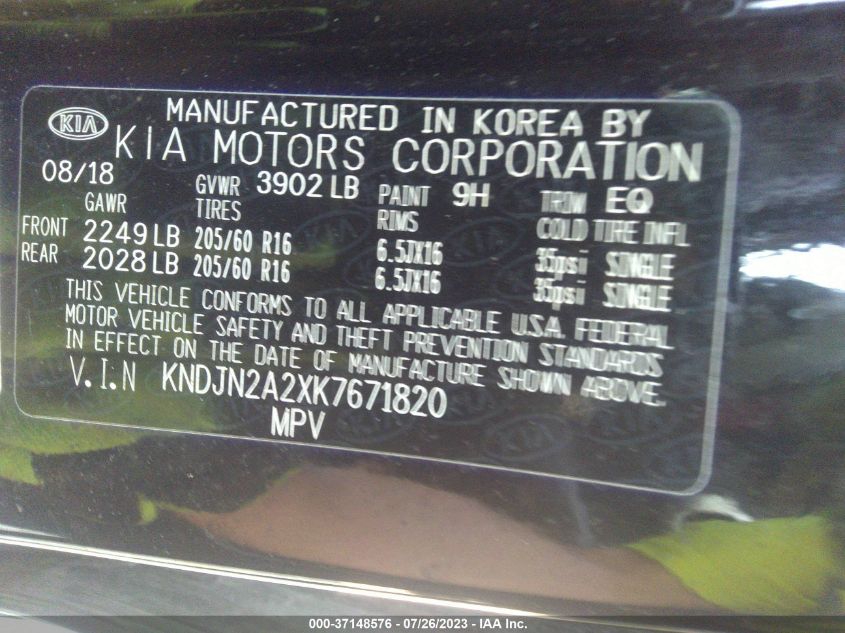 KIA MANUFACTURED IN KOREA BY
KIA MOTORS CORPORATION
08/18 GVWR 3902 LB PAINT 9H TRIM EQ
GAWR TIRES RIMS COLD TIRE INFL
FRONT 2249 LB 205/60 R16 6.5JX16 35psi SINGLE
REAR 2028 LB 205/60 R16 6.5JX16 35psi SINGLE
THIS VEHICLE CONFORMS TO ALL APPLICABLE U.S.A. FEDERAL
MOTOR VEHICLE SAFETY AND THEFT PREVENTION STANDARDS
IN EFFECT ON THE DATE OF MANUFACTURE SHOWN ABOVE.
V.I.N KNDJN2A2XK7671820
MPV
000-37148576 - 07/26/2023 - IAA Inc.